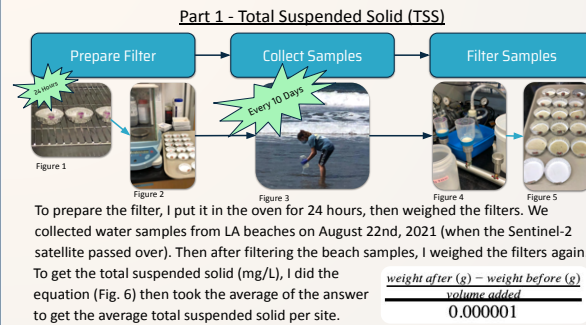 Part 1 - Total Suspended Solid (TSS)
Prepare Filter
Collect Samples
Filter Samples
24 Hours
Every 10 Days
Figure 1
Figure 2
Figure 3
Figure 4
Figure 5
To prepare the filter, I put it in the oven for 24 hours, then weighed the filters. We
collected water samples from LA beaches on August 22nd, 2021 (when the Sentinel-2
satellite passed over). Then after filtering the beach samples, I weighed the filters again
To get the total suspended solid (mg/L), I did the
equation (Fig. 6) then took the average of the answer
to get the average total suspended solid per site.
weight after (g) − weight before (g)
volume added
0.000001